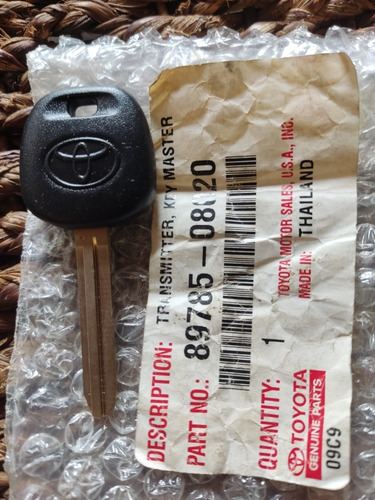 DESCRIPTION: TRANSMITTER, KEY MASTER
PART NO.: 89785-08020
QUANTITY: 1
TOYOTA MOTOR SALES, U.S.A., INC.
MADE IN: THAILAND
TOYOTA
GENUINE PARTS
09C9